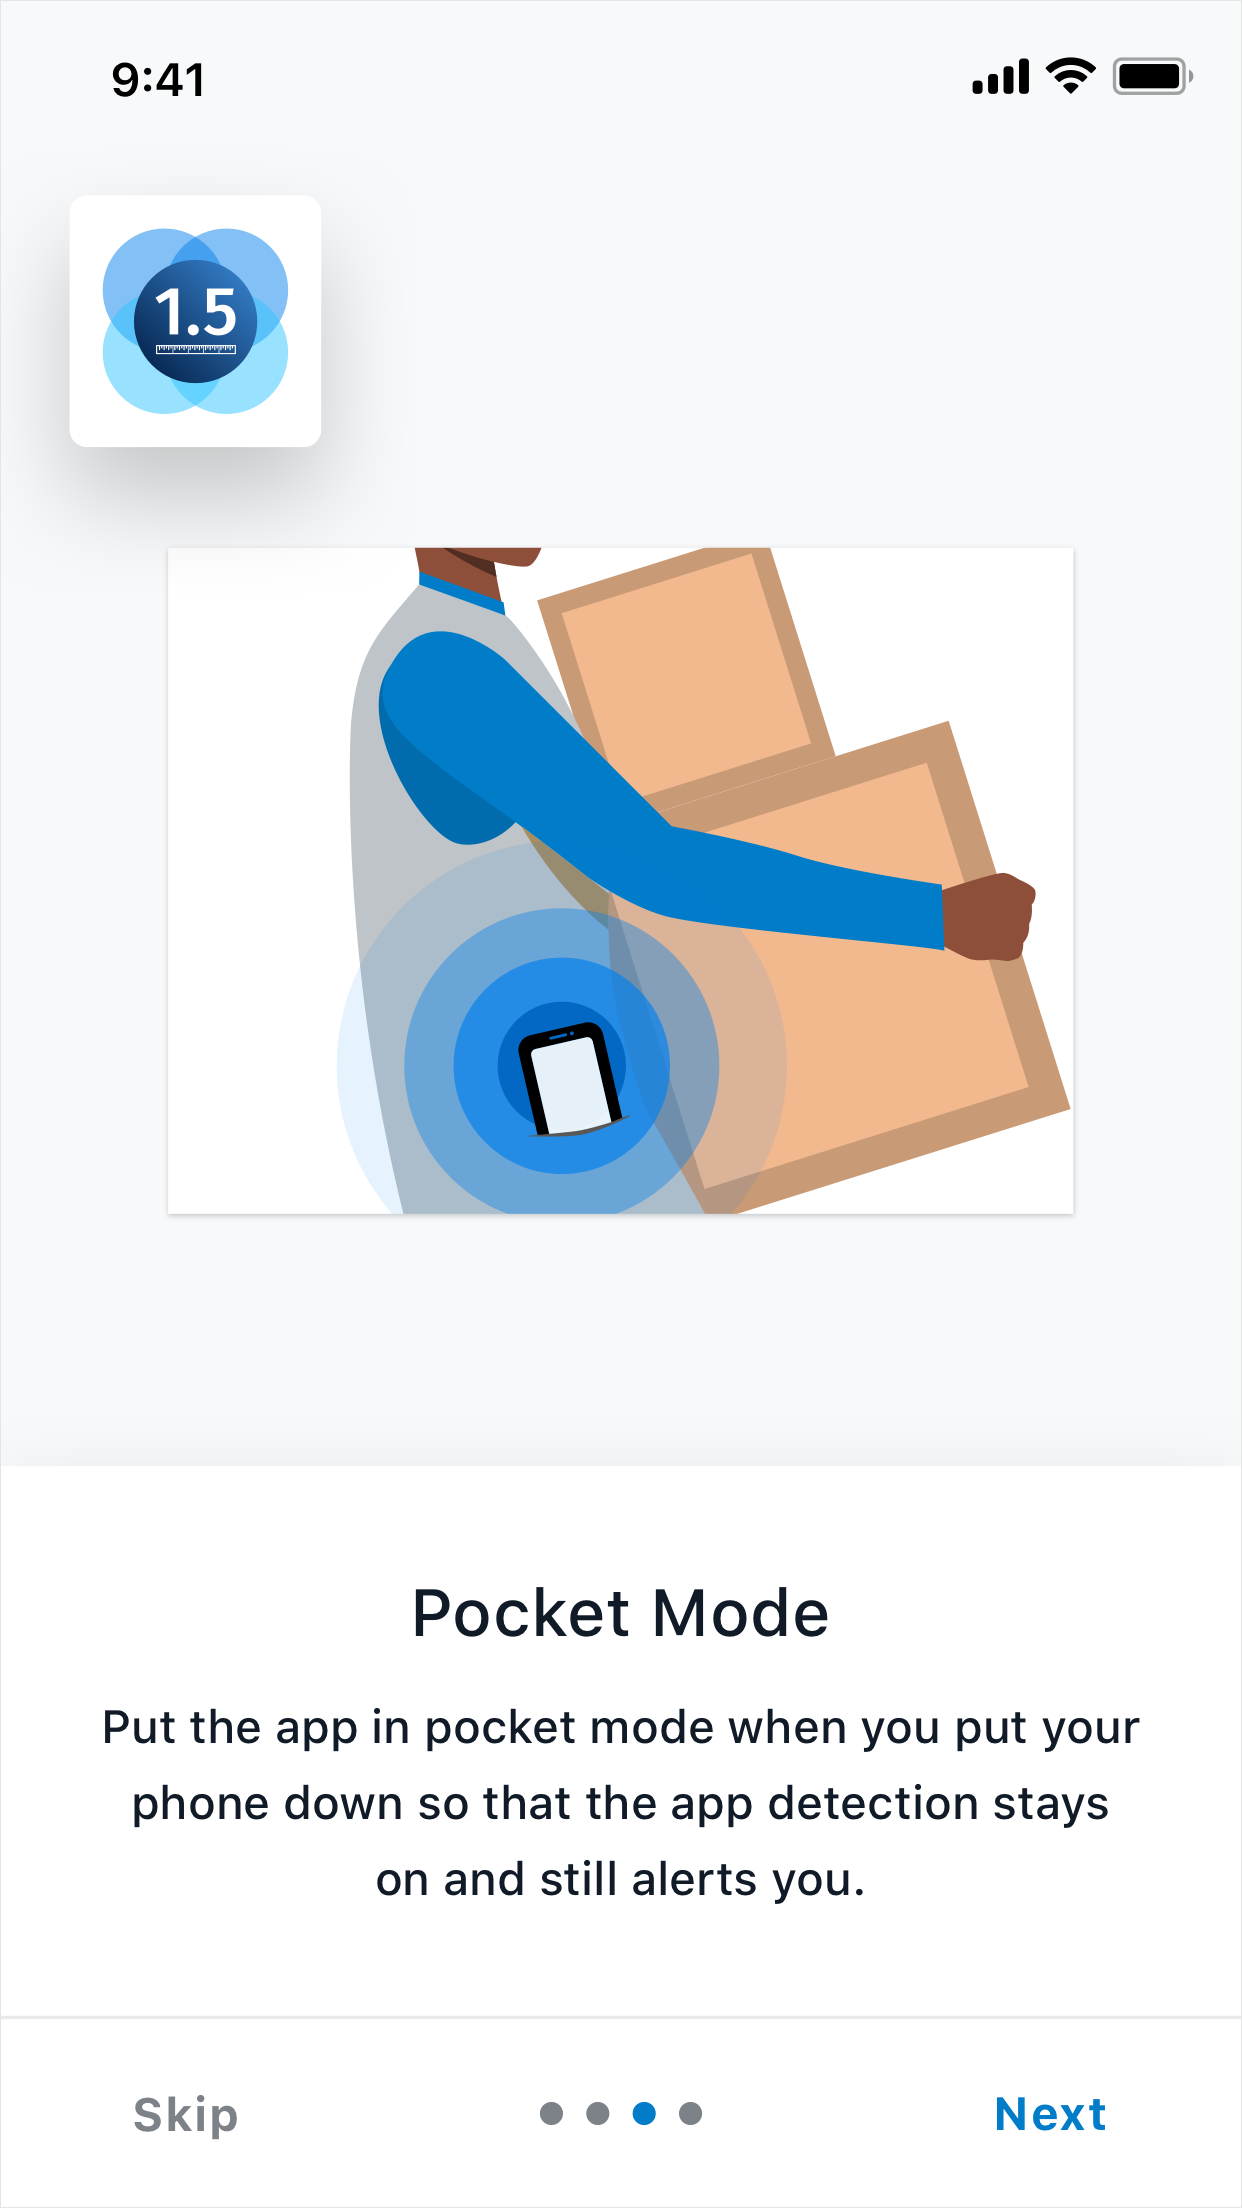 9:41
1.5
Pocket Mode
Put the app in pocket mode when you put your
phone down so that the app detection stays
on and still alerts you.
Skip
Next